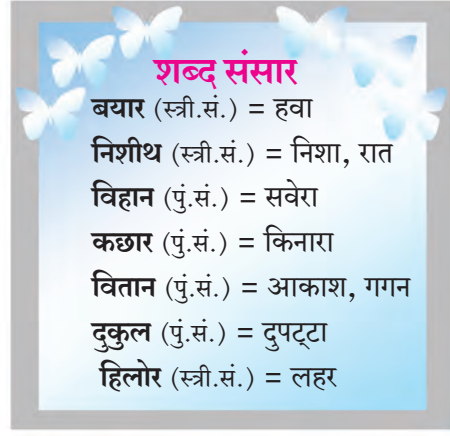 शब्द संसार
बयार (स्त्री.सं.) = हवा
निशीथ (स्त्री.सं.) = निशा, रात
विहान (पुं.सं.) = सवेरा
कछार (पुं.सं.) = किनारा
वितान (पुं.सं.) = आकाश, गगन
दुकुल (पुं.सं.) = दुपट्‌टा
हिलोर (स्त्री.सं.) = लहर